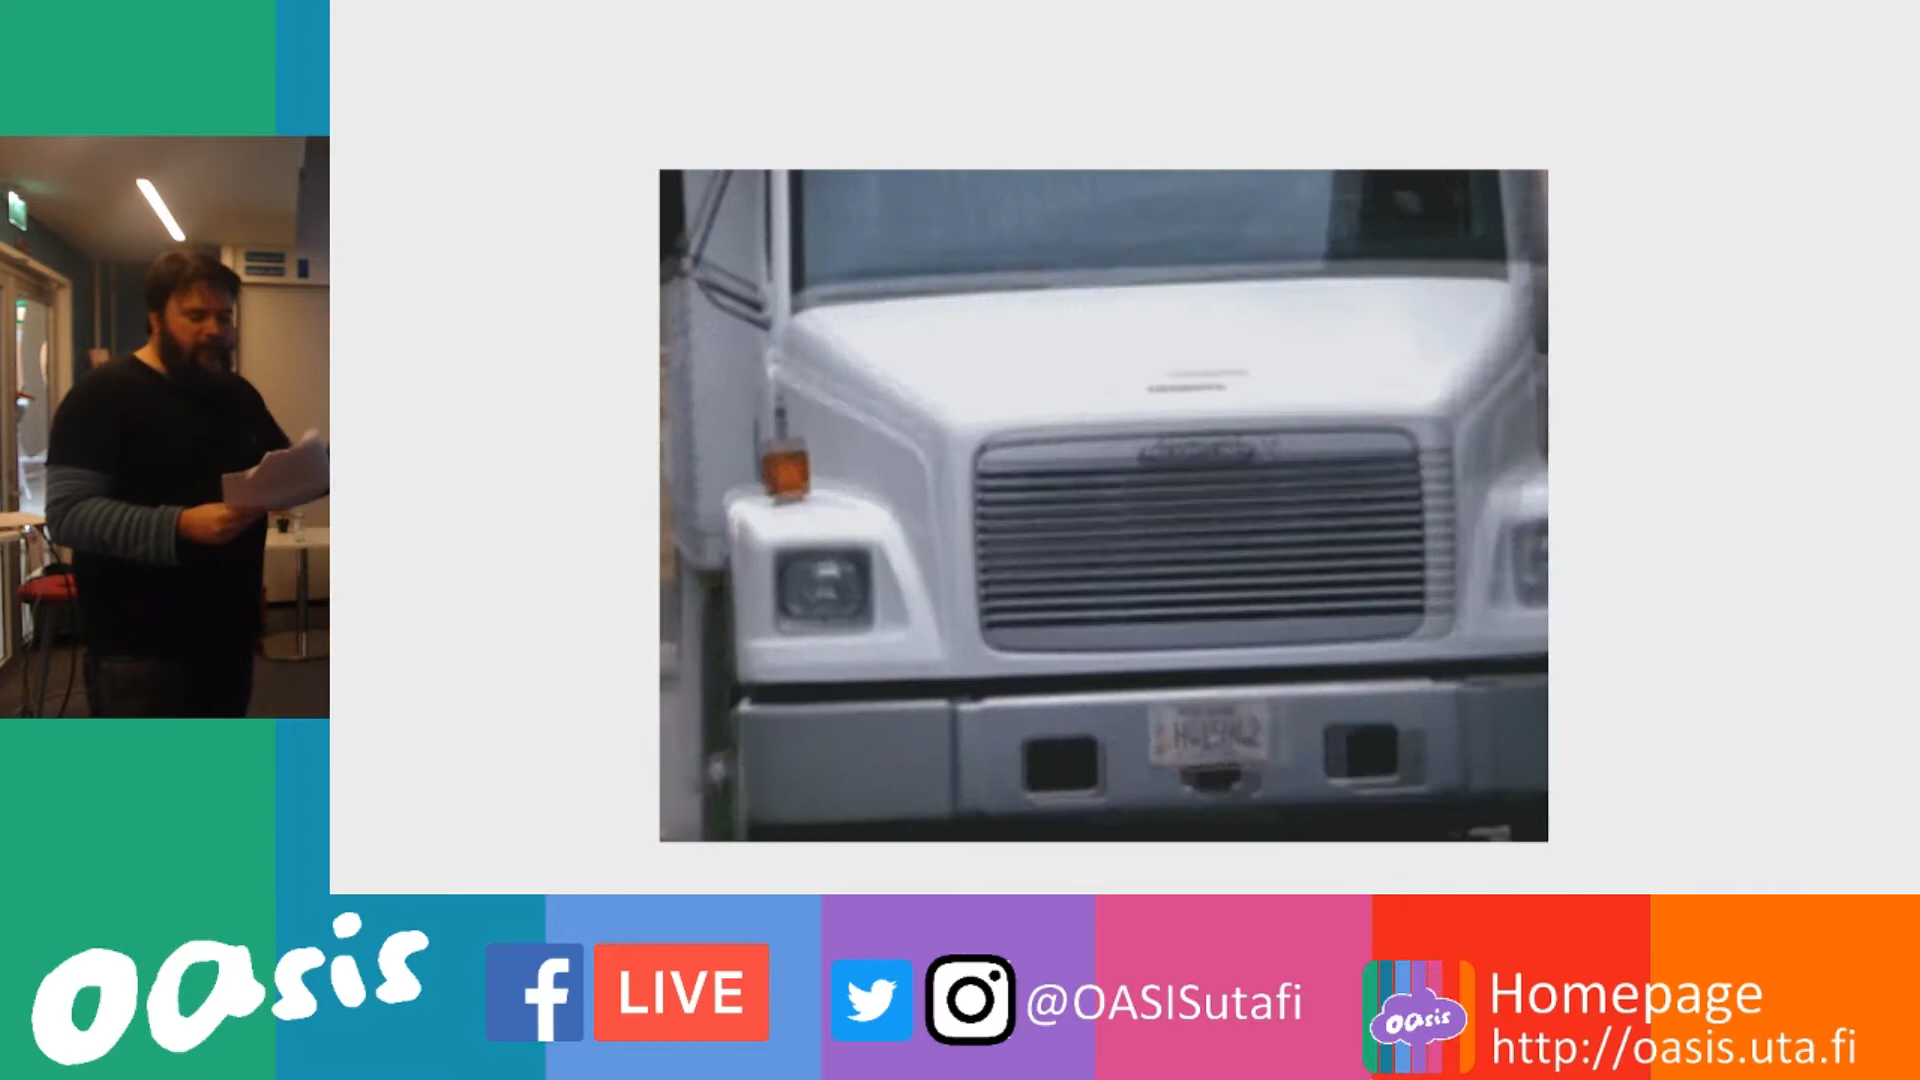 oasis
f LIVE
@OASISutafi
oasis
Homepage
http://oasis.uta.fi